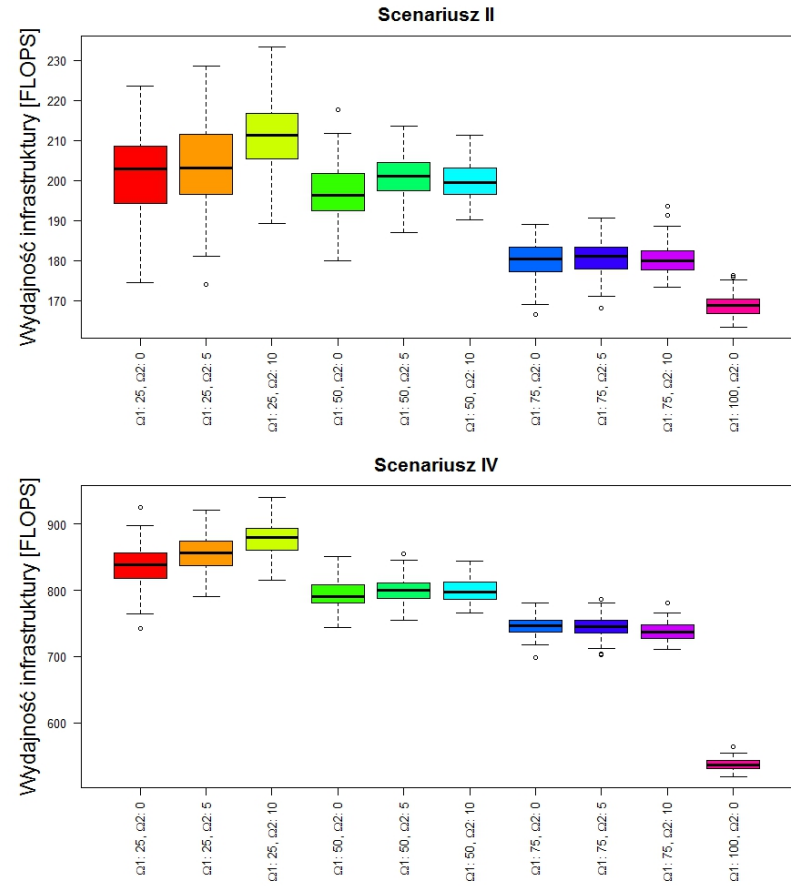 Scenariusz II
Wydajność infrastruktury [FLOPS]
230
220
210
200
190
180
170
Ω1: 25, Ω2: 0
Ω1: 25, Ω2: 5
Ω1: 25, Ω2: 10
Ω1: 50, Ω2: 0
Ω1: 50, Ω2: 5
Ω1: 50, Ω2: 10
Ω1: 75, Ω2: 0
Ω1: 75, Ω2: 5
Ω1: 75, Ω2: 10
Ω1: 100, Ω2: 0
Scenariusz IV
Wydajność infrastruktury [FLOPS]
900
800
700
600
Ω1: 25, Ω2: 0
Ω1: 25, Ω2: 5
Ω1: 25, Ω2: 10
Ω1: 50, Ω2: 0
Ω1: 50, Ω2: 5
Ω1: 50, Ω2: 10
Ω1: 75, Ω2: 0
Ω1: 75, Ω2: 5
Ω1: 75, Ω2: 10
Ω1: 100, Ω2: 0